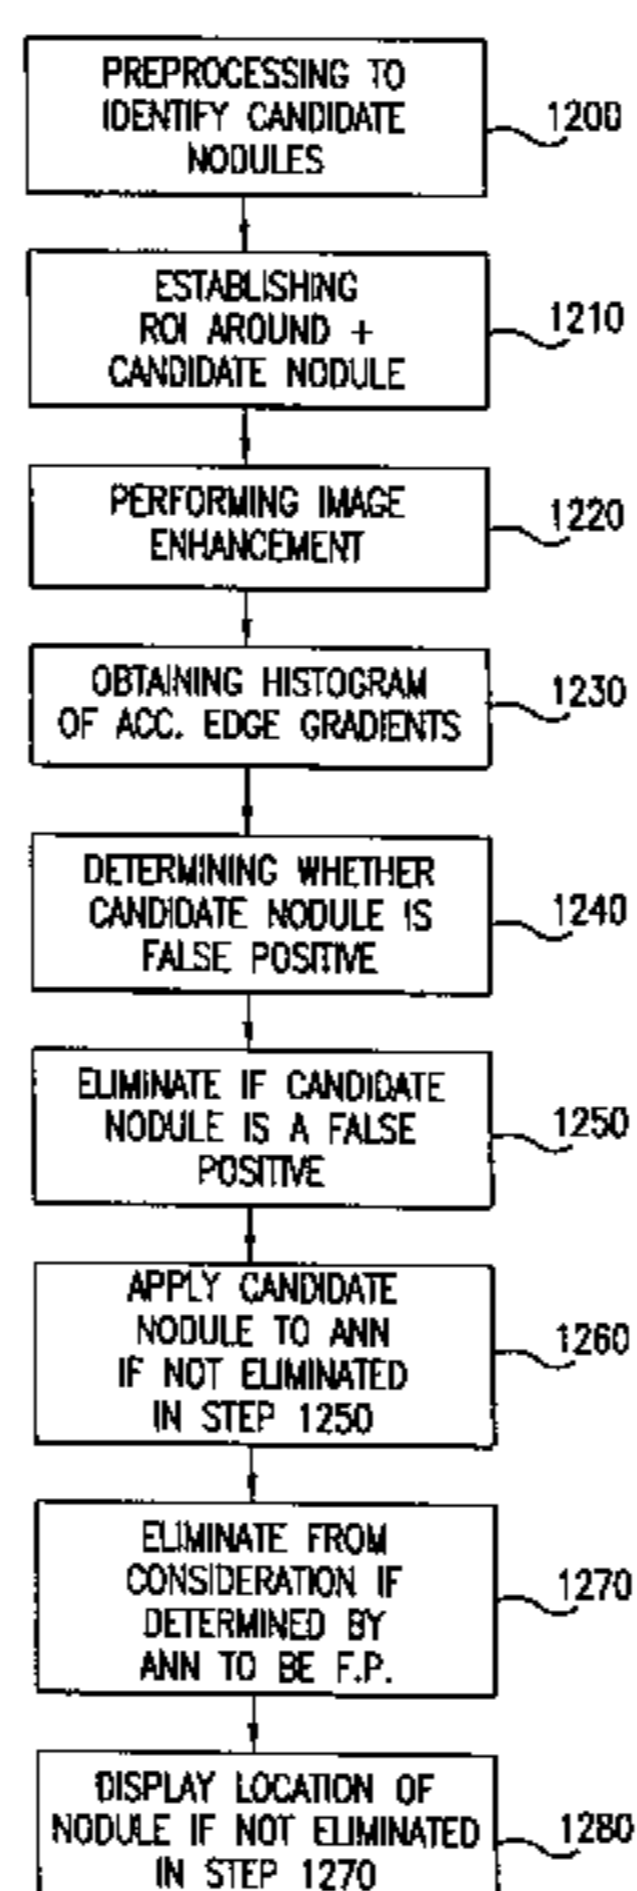 PREPROCESSING TO
IDENTIFY CANDIDATE
NODULES
1200
ESTABLISHING
ROI AROUND +
CANDIDATE NODULE
1210
PERFORMING IMAGE
ENHANCEMENT
1220
OBTAINING HISTOGRAM
OF ACC. EDGE GRADIENTS
1230
DETERMINING WHETHER
CANDIDATE NODULE IS
FALSE POSITIVE
1240
ELIMINATE IF CANDIDATE
NODULE IS A FALSE
POSITIVE
1250
APPLY CANDIDATE
NODULE TO ANN
IF NOT ELIMINATED
IN STEP 1250
1260
ELIMINATE FROM
CONSIDERATION IF
DETERMINED BY
ANN TO BE F.P.
1270
DISPLAY LOCATION OF
NODULE IF NOT ELIMINATED
IN STEP 1270
1280